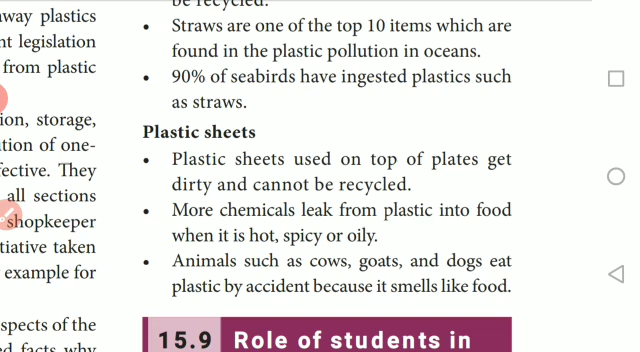 away plastics
nt legislation
from plastic
ion, storage,
ution of one-
fective. They
all sections
shopkeeper
tiative taken
example for
spects of the
ed facts why
be recycled.
• Straws are one of the top 10 items which are
found in the plastic pollution in oceans.
• 90% of seabirds have ingested plastics such
as straws.
Plastic sheets
• Plastic sheets used on top of plates get
dirty and cannot be recycled.
• More chemicals leak from plastic into food
when it is hot, spicy or oily.
• Animals such as cows, goats, and dogs eat
plastic by accident because it smells like food.
15.9 Role of students in